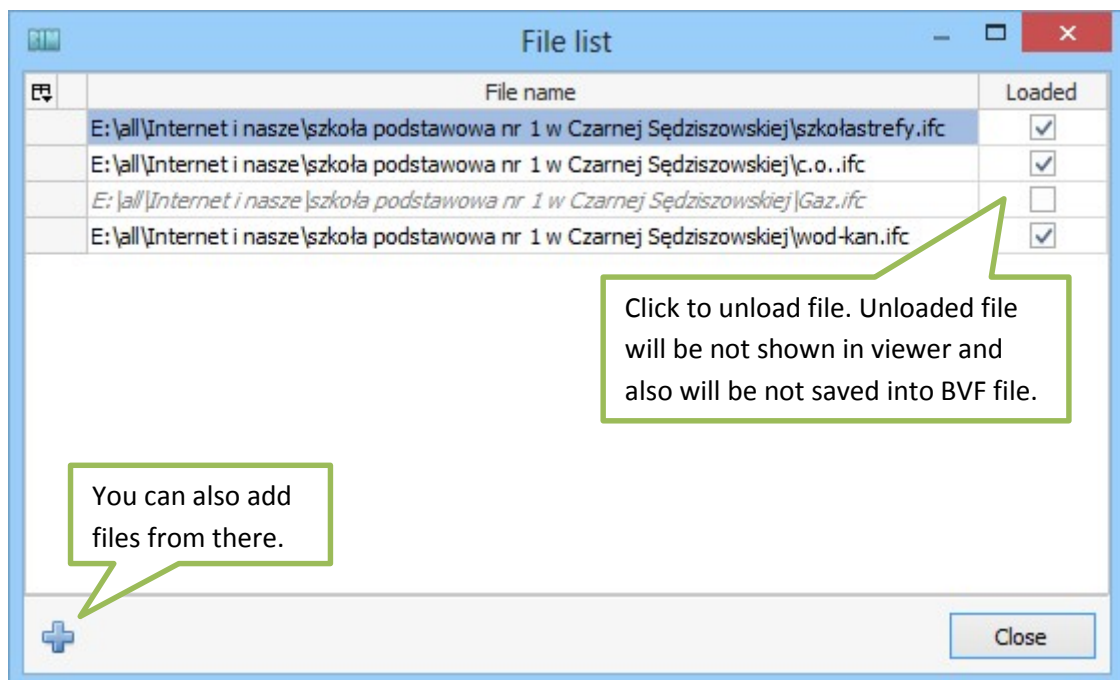 BIM
File list
File name Loaded
E:\all\Internet i nasze\szkoła podstawowa nr 1 w Czarnej Sędziszowskiej\szkołastrefy.ifc
E:\all\Internet i nasze\szkoła podstawowa nr 1 w Czarnej Sędziszowskiej\c.o..ifc
E:\all\Internet i nasze\szkoła podstawowa nr 1 w Czarnej Sędziszowskiej\Gaz.ifc
E:\all\Internet i nasze\szkoła podstawowa nr 1 w Czarnej Sędziszowskiej\wod-kan.ifc
Click to unload file. Unloaded file
will be not shown in viewer and
also will be not saved into BVF file.
You can also add
files from there.
Close